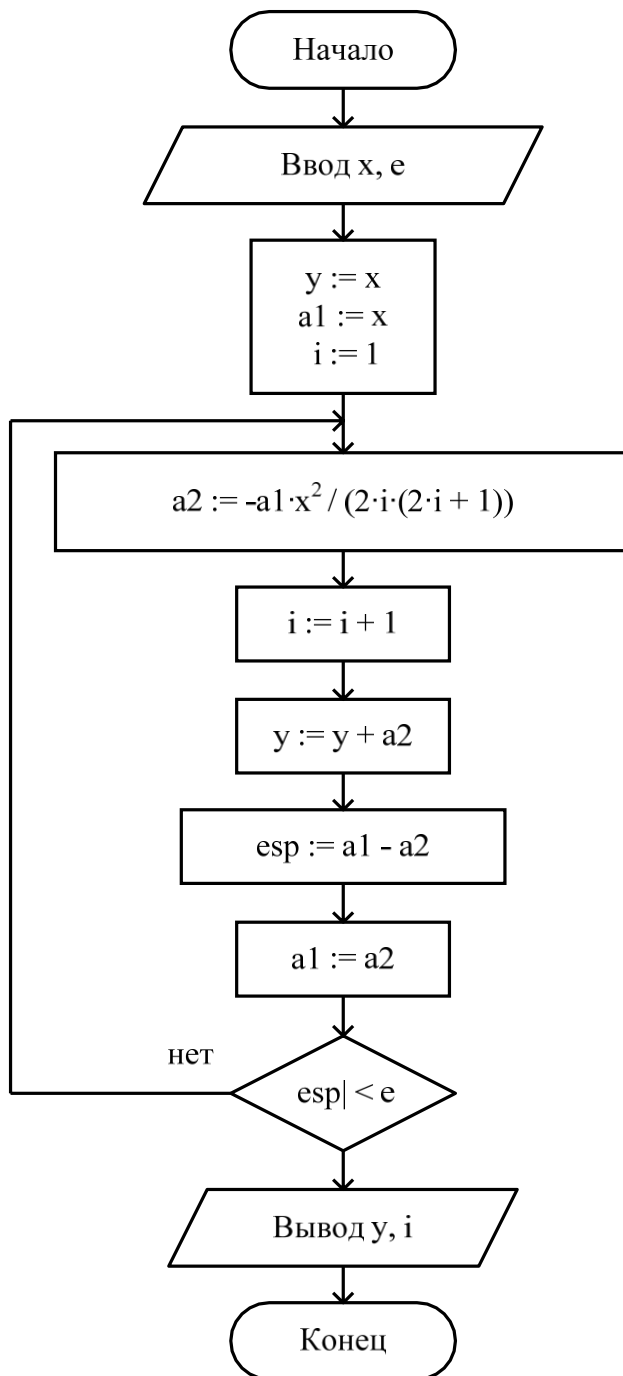 Начало
Ввод x, e
y := x
a1 := x
i := 1
a2 := -a1·x² / (2·i·(2·i + 1))
i := i + 1
y := y + a2
esp := a1 - a2
a1 := a2
нет
esp| < e
Вывод y, i
Конец